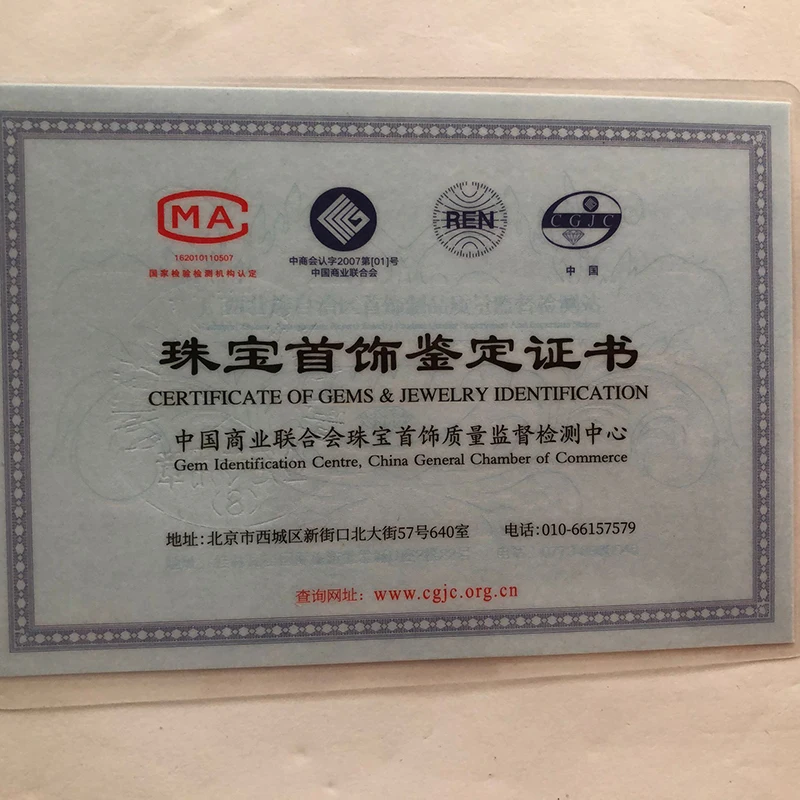 MA
REN
CGJC
162010110507
国家检验检测机构认定
中商会认字2007第[01]号
中国商业联合会
中国
珠宝首饰鉴定证书
CERTIFICATE OF GEMS & JEWELRY IDENTIFICATION
中国商业联合会珠宝首饰质量监督检测中心
Gem Identification Centre, China General Chamber of Commerce
地址:北京市西城区新街口北大街57号640室 电话:010-66157579
查询网址: www.cgjc.org.cn